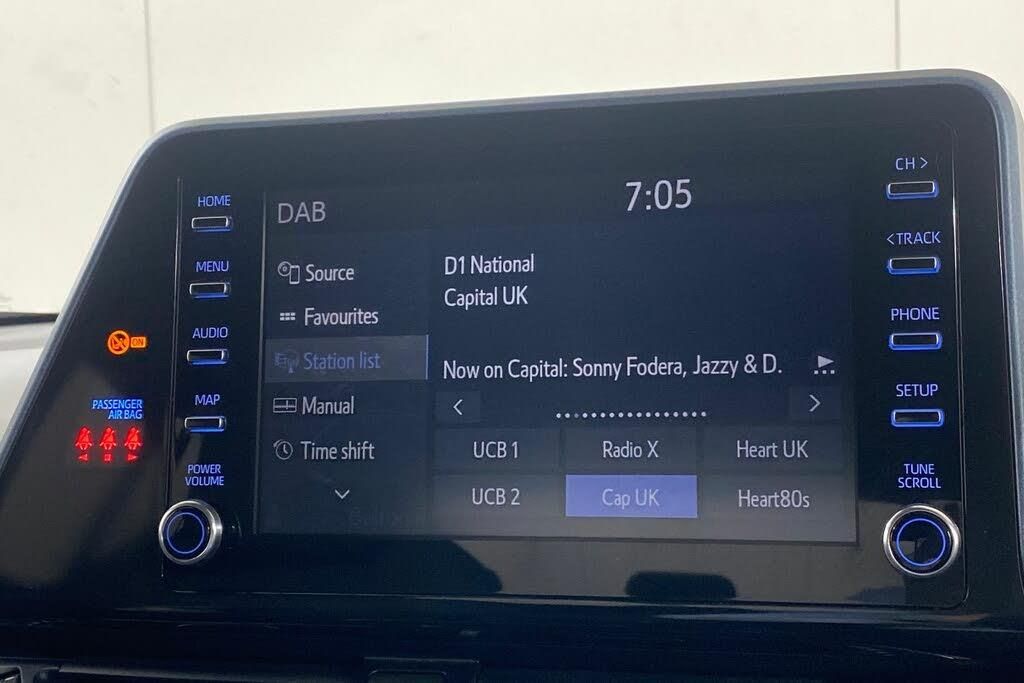 HOME
MENU
AUDIO
MAP
POWER
VOLUME
ON
PASSENGER
AIR BAG
DAB
7:05
Source
Favourites
Station list
Manual
Time shift
D1 National
Capital UK
Now on Capital: Sonny Fodera, Jazzy & D.
UCB 1
Radio X
Heart UK
UCB 2
Cap UK
Heart80s
CH >
< TRACK
PHONE
SETUP
TUNE
SCROLL